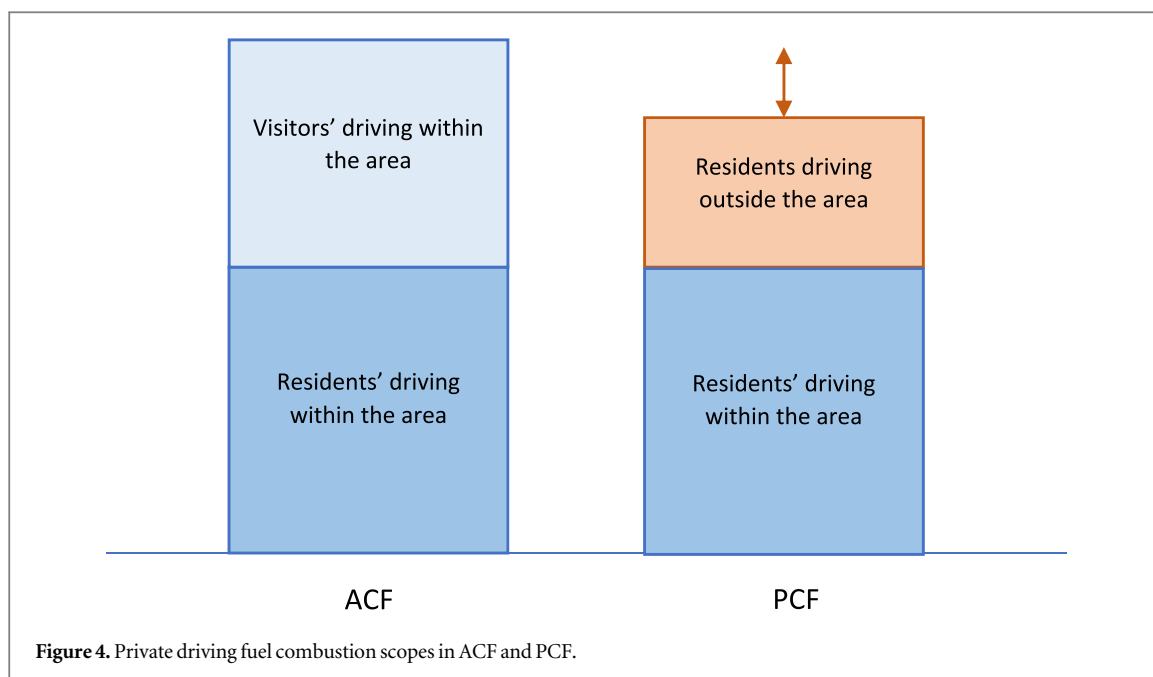 Visitors’ driving within
the area
Residents driving
outside the area
Residents’ driving
within the area
Residents’ driving
within the area
ACF
PCF
Figure 4. Private driving fuel combustion scopes in ACF and PCF.